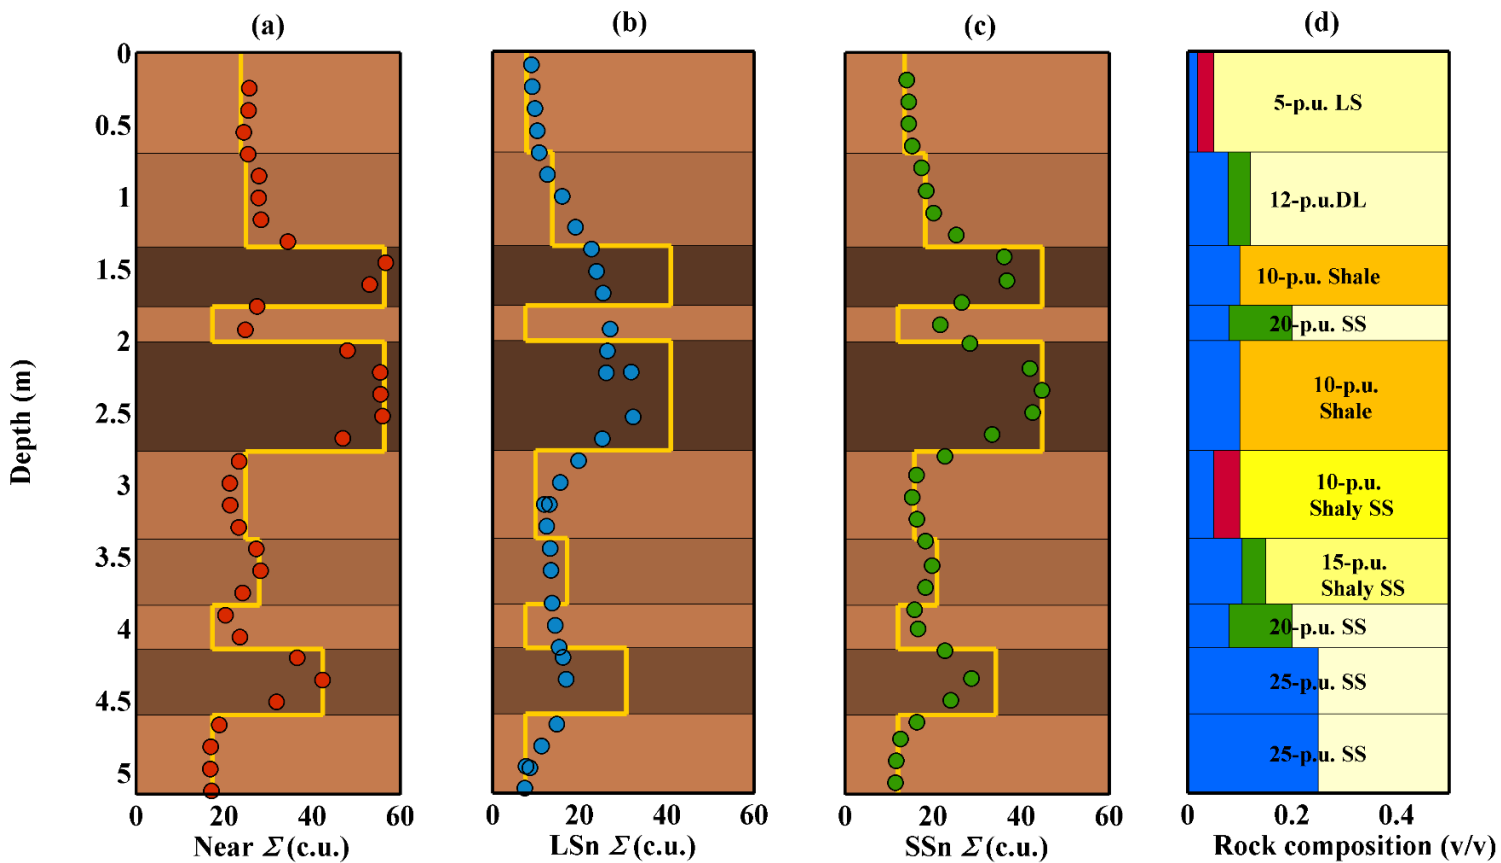 (a)
(b)
(c)
(d)
0
0.5
1
1.5
2
2.5
3
3.5
4
4.5
5
Depth (m)
0 20 40 60
Near Σ (c.u.)
0 20 40 60
LSn Σ (c.u.)
0 20 40 60
SSn Σ (c.u.)
5-p.u. LS
12-p.u.DL
10-p.u. Shale
20-p.u. SS
10-p.u.
Shale
10-p.u.
Shaly SS
15-p.u.
Shaly SS
20-p.u. SS
25-p.u. SS
25-p.u. SS
0 0.2 0.4
Rock composition (v/v)